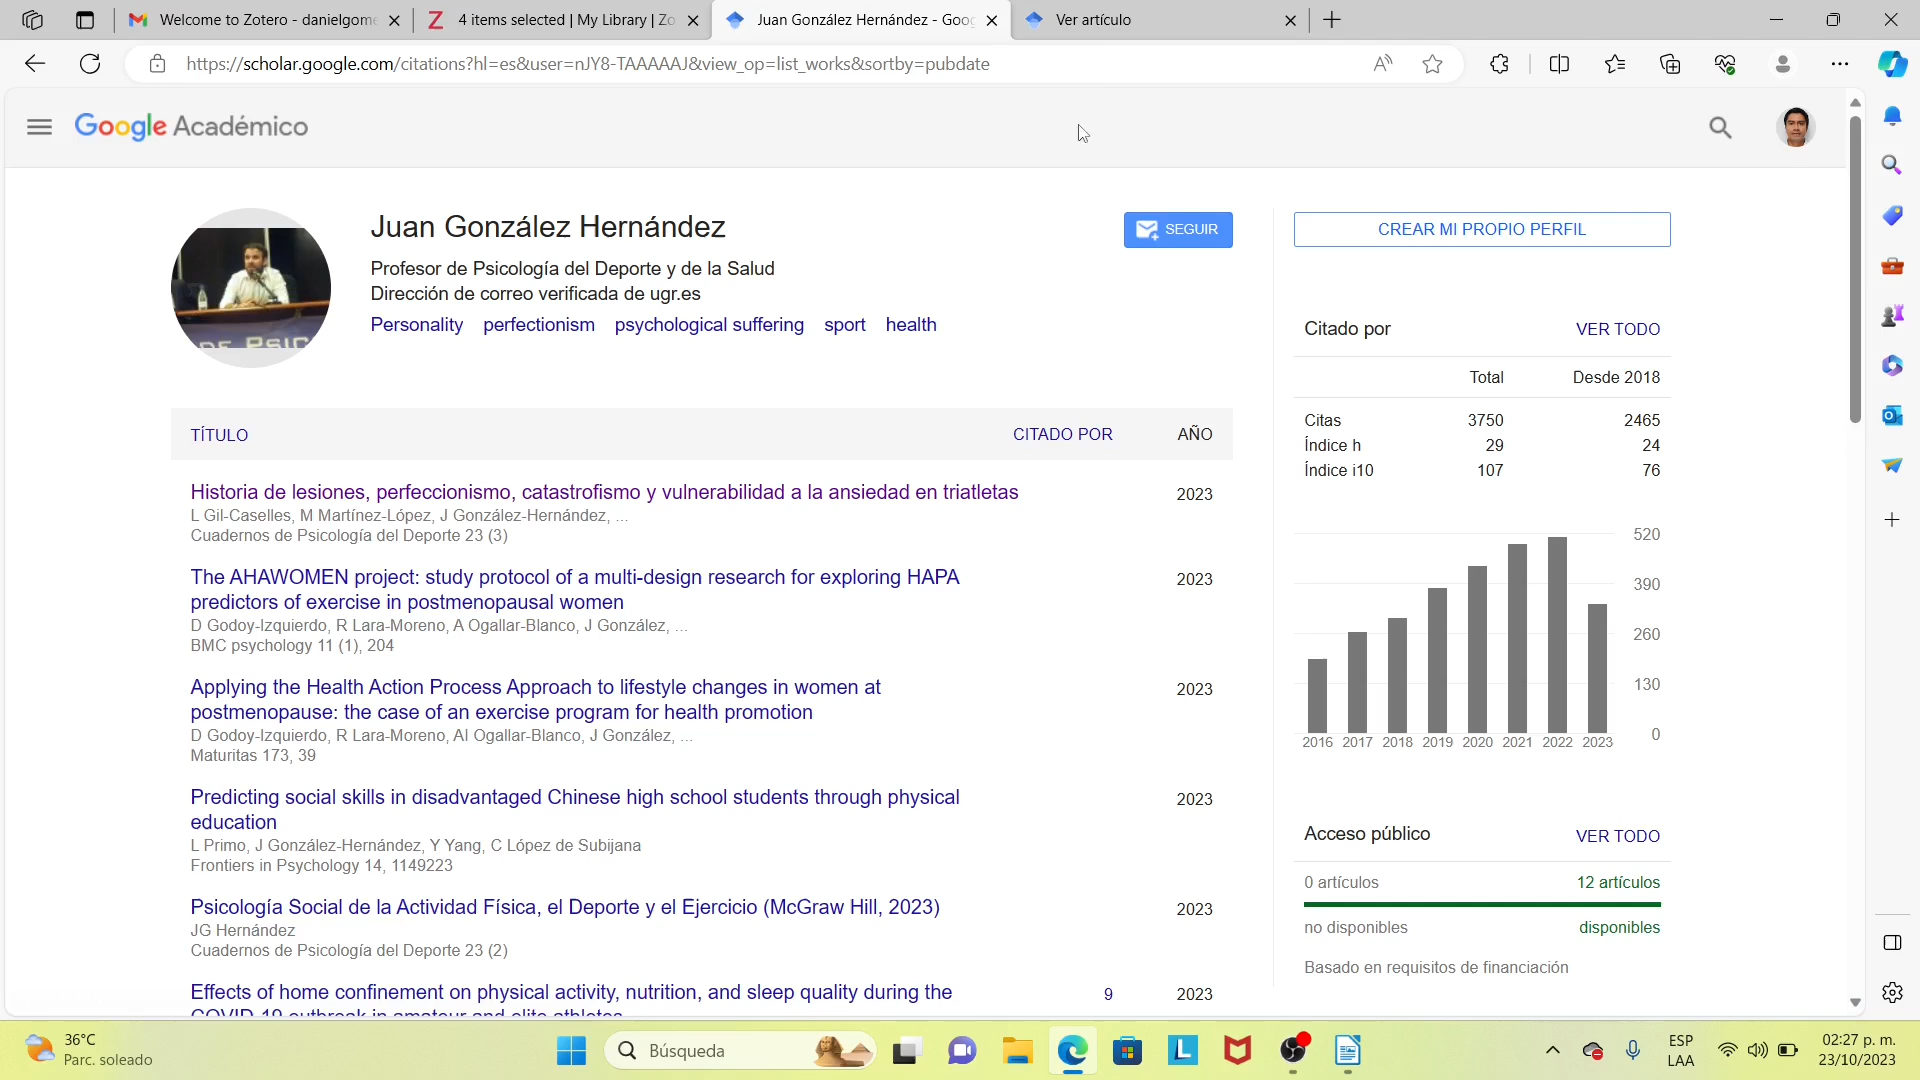 Welcome to Zotero - danielgome
4 items selected | My Library | Zo
Juan González Hernández - Goog
Ver artículo
https://scholar.google.com/citations?hl=es&user=nJY8-TAAAAAJ&view_op=list_works&sortby=pubdate
Google Académico
Juan González Hernández
SEGUIR
Profesor de Psicología del Deporte y de la Salud
Dirección de correo verificada de ugr.es
Personality perfectionism psychological suffering sport health
CREAR MI PROPIO PERFIL
Citado por VER TODO
Total Desde 2018
Citas 3750 2465
Índice h 29 24
Índice i10 107 76
520
390
260
130
0
2016 2017 2018 2019 2020 2021 2022 2023
Acceso público VER TODO
0 artículos 12 artículos
no disponibles disponibles
Basado en requisitos de financiación
TÍTULO CITADO POR AÑO
Historia de lesiones, perfeccionismo, catastrofismo y vulnerabilidad a la ansiedad en triatletas 2023
L Gil-Caselles, M Martínez-López, J González-Hernández, ...
Cuadernos de Psicología del Deporte 23 (3)
The AHAWOMEN project: study protocol of a multi-design research for exploring HAPA 2023
predictors of exercise in postmenopausal women
D Godoy-Izquierdo, R Lara-Moreno, A Ogallar-Blanco, J González, ...
BMC psychology 11 (1), 204
Applying the Health Action Process Approach to lifestyle changes in women at 2023
postmenopause: the case of an exercise program for health promotion
D Godoy-Izquierdo, R Lara-Moreno, AI Ogallar-Blanco, J González, ...
Maturitas 173, 39
Predicting social skills in disadvantaged Chinese high school students through physical 2023
education
L Primo, J González-Hernández, Y Yang, C López de Subijana
Frontiers in Psychology 14, 1149223
Psicología Social de la Actividad Física, el Deporte y el Ejercicio (McGraw Hill, 2023) 2023
JG Hernández
Cuadernos de Psicología del Deporte 23 (2)
Effects of home confinement on physical activity, nutrition, and sleep quality during the 9 2023
COVID-19 outbreak in amateur and elite athletes
36°C
Parc. soleado
Búsqueda
ESP
LAA
02:27 p. m.
23/10/2023